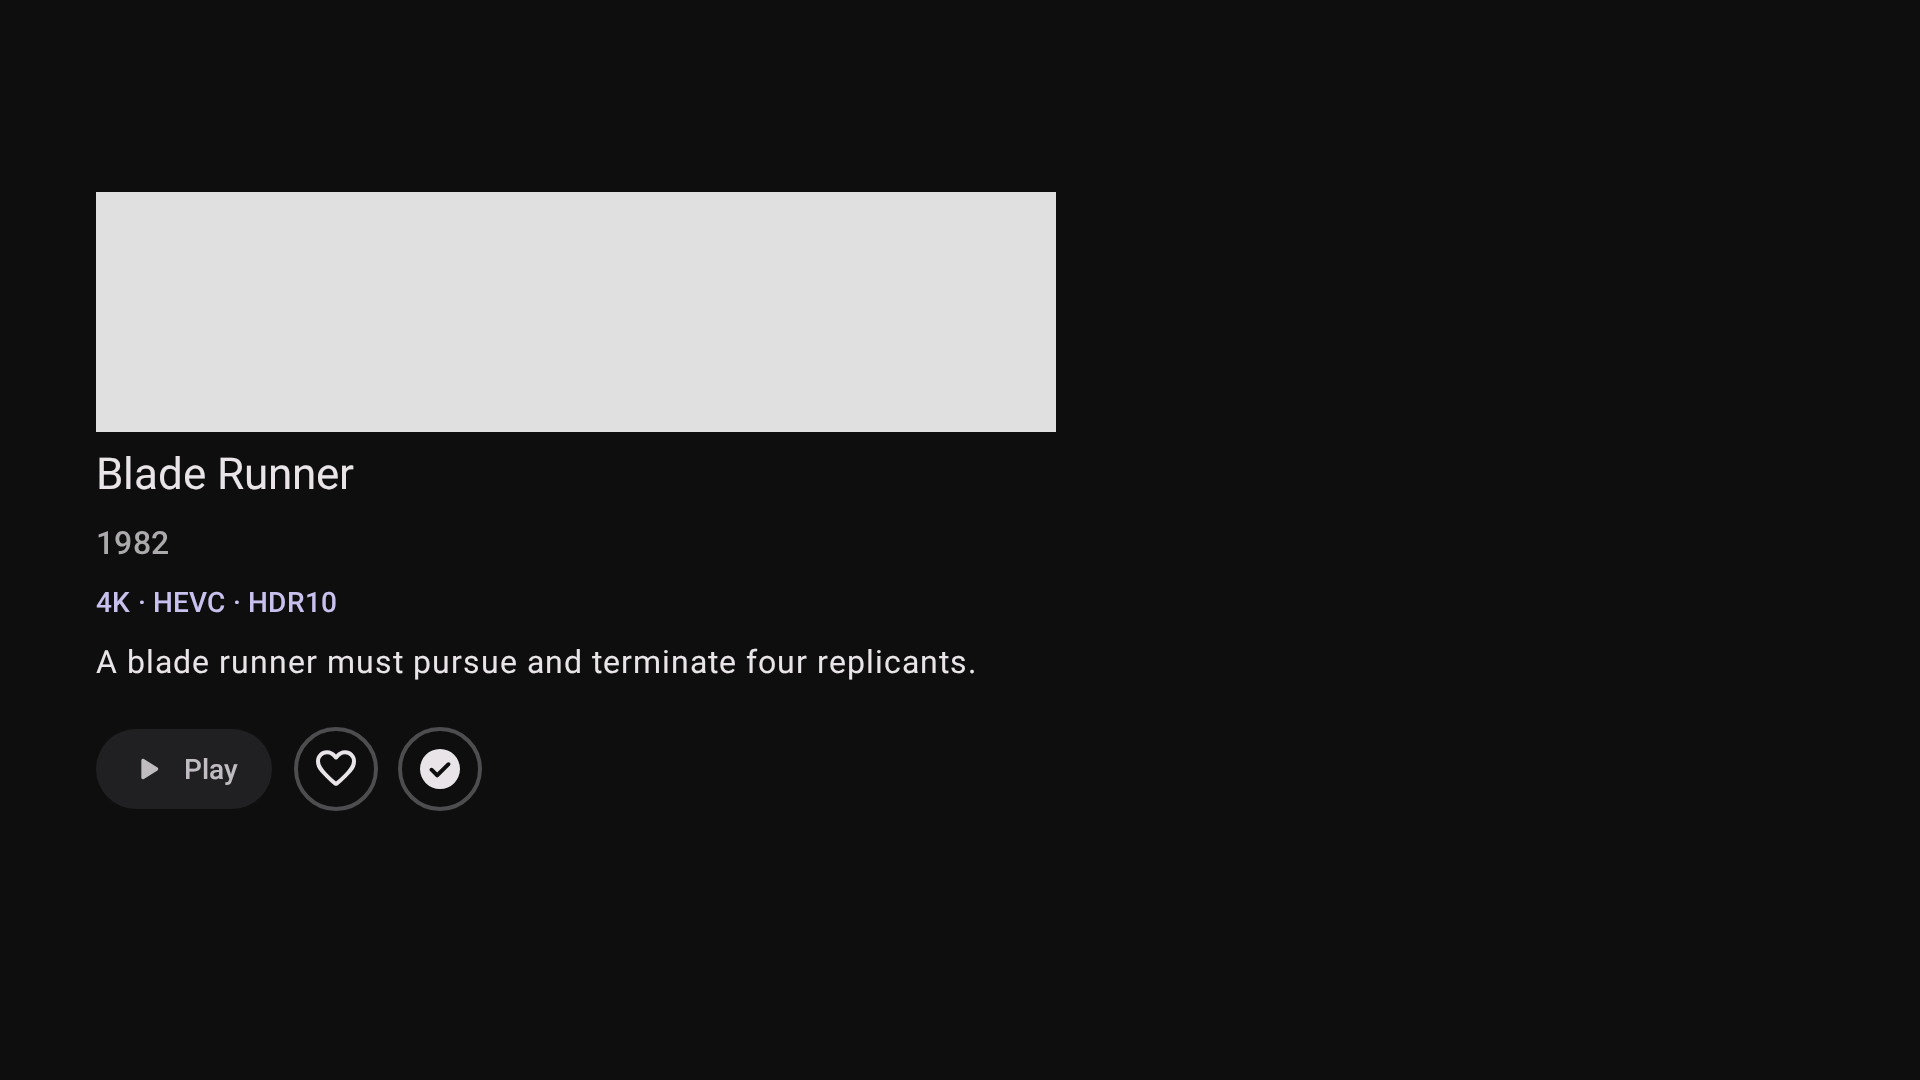 Blade Runner
1982
4K · HEVC · HDR10
A blade runner must pursue and terminate four replicants.
Play